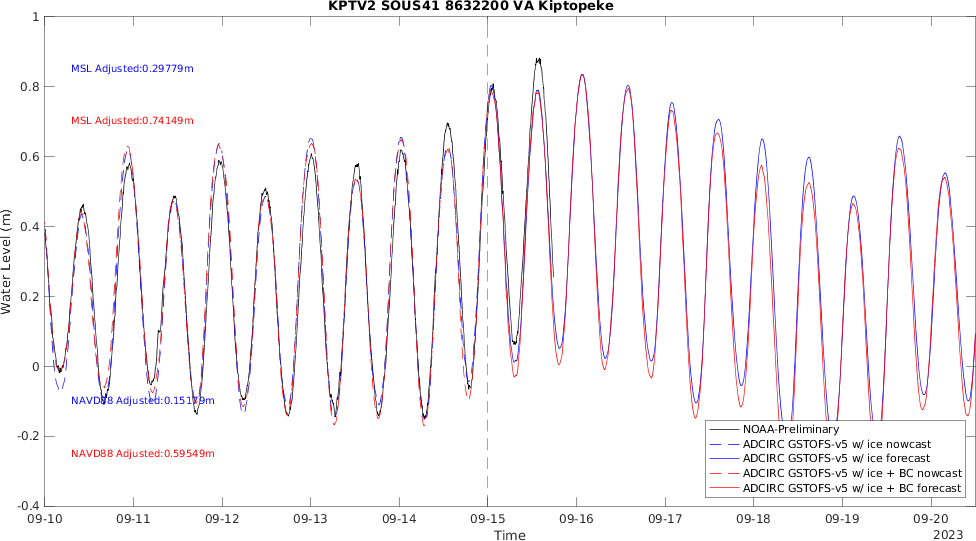 KPTV2 SOUS41 8632200 VA Kiptopeke
1
0.8
0.6
0.4
0.2
0
-0.2
-0.4
Water Level (m)
MSL Adjusted:0.29779m
MSL Adjusted:0.74149m
NAVD88 Adjusted:0.15179m
NAVD88 Adjusted:0.59549m
NOAA-Preliminary
ADCIRC GSTOFS-v5 w/ ice nowcast
ADCIRC GSTOFS-v5 w/ ice forecast
ADCIRC GSTOFS-v5 w/ ice + BC nowcast
ADCIRC GSTOFS-v5 w/ ice + BC forecast
09-10 09-11 09-12 09-13 09-14 09-15 09-16 09-17 09-18 09-19 09-20
Time
2023